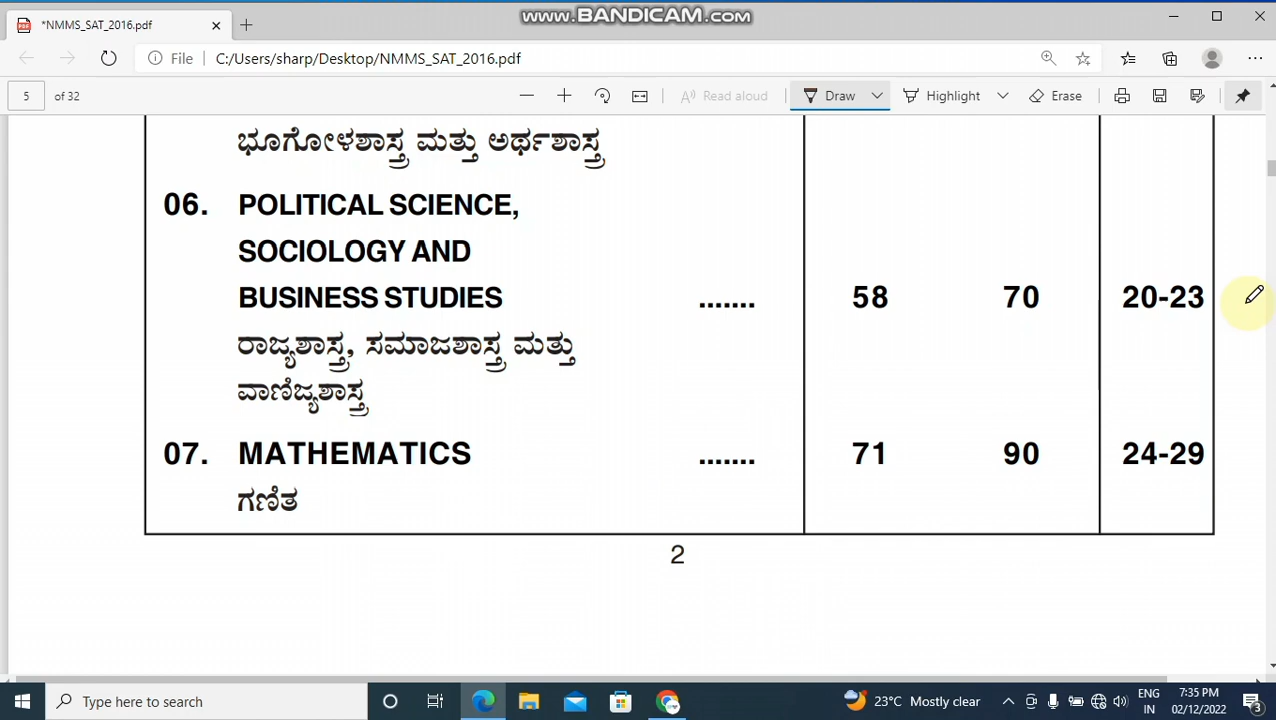 www.BANDICAM.com
*NMMS_SAT_2016.pdf
File C:/Users/sharp/Desktop/NMMS_SAT_2016.pdf
5 of 32 Read aloud Draw Highlight Erase
ಭೂಗೋಳಶಾಸ್ತ್ರ ಮತ್ತು ಅರ್ಥಶಾಸ್ತ್ರ
06. POLITICAL SCIENCE,
SOCIOLOGY AND
BUSINESS STUDIES ....... 58 70 20-23
ರಾಜ್ಯಶಾಸ್ತ್ರ, ಸಮಾಜಶಾಸ್ತ್ರ ಮತ್ತು
ವಾಣಿಜ್ಯಶಾಸ್ತ್ರ
07. MATHEMATICS ....... 71 90 24-29
ಗಣಿತ
2
Type here to search 23°C Mostly clear ENG 7:35 PM
IN 02/12/2022 3